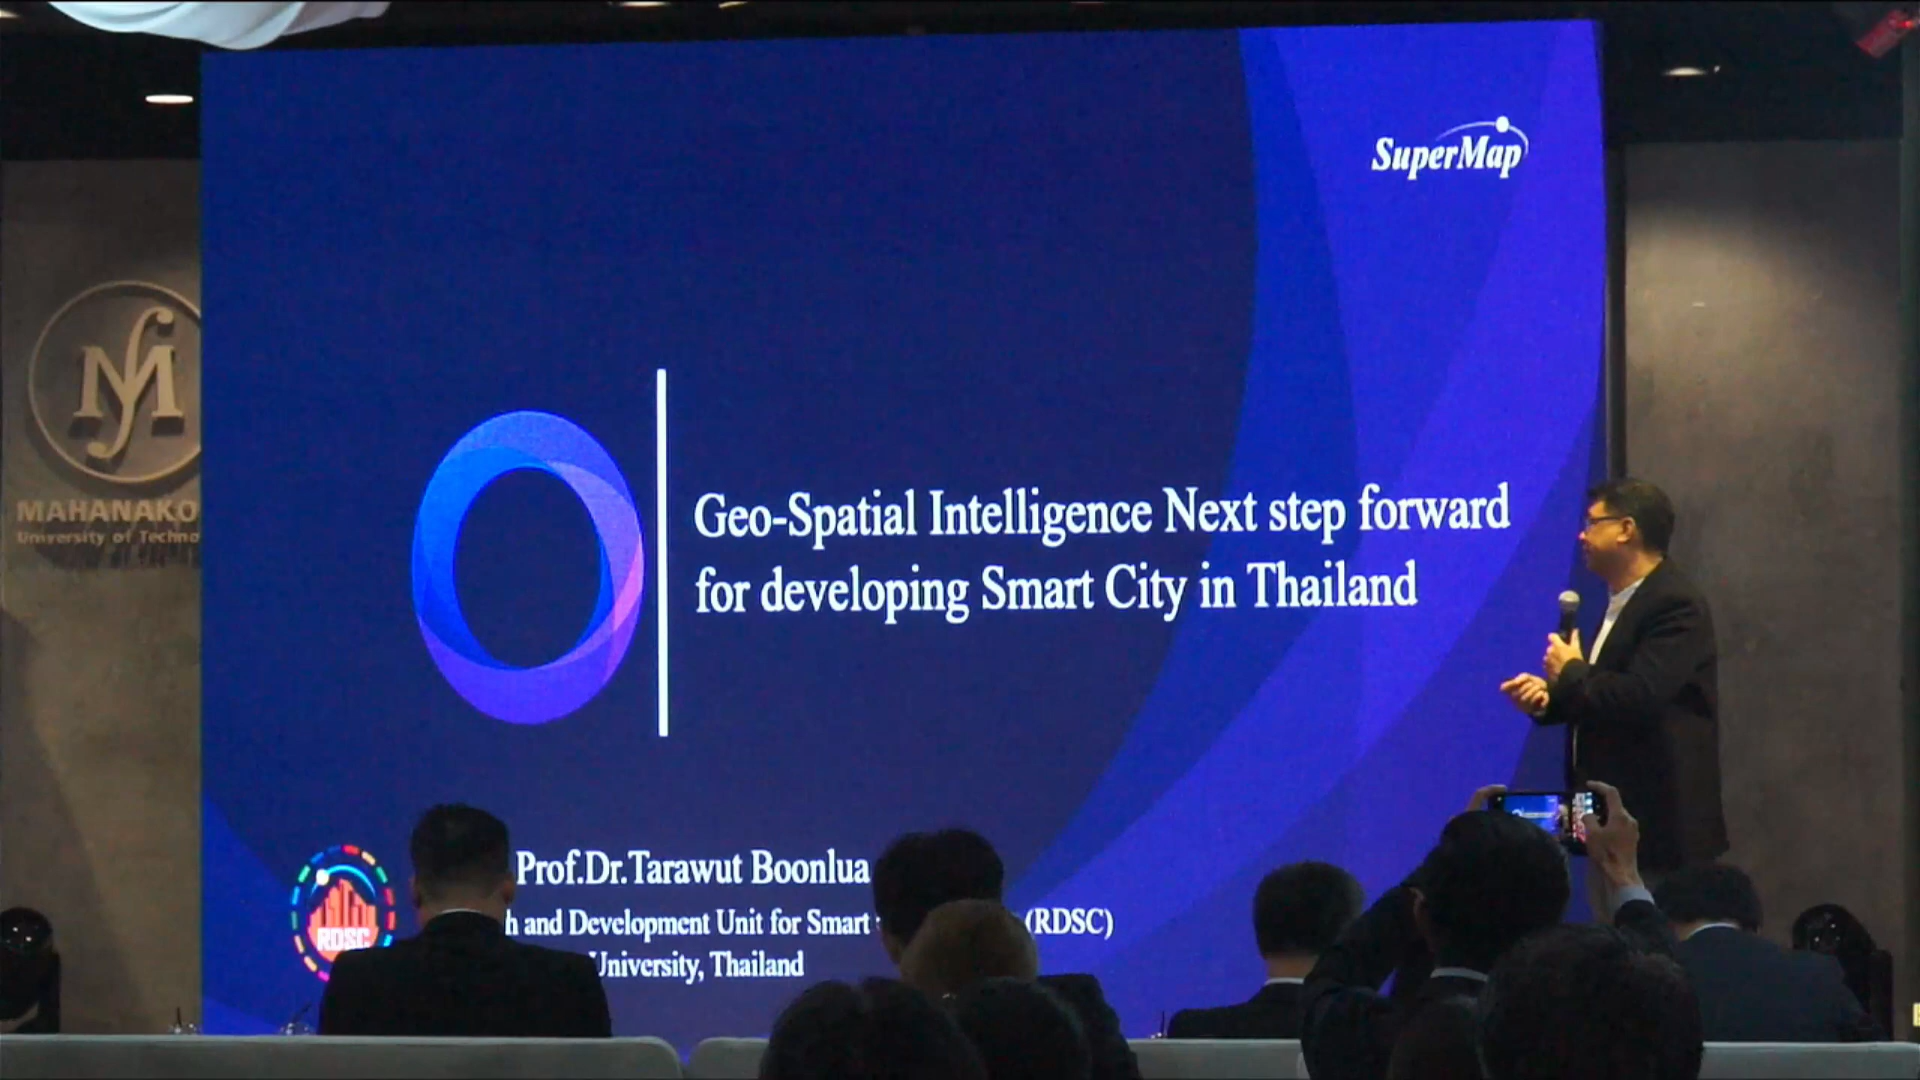 SuperMap
MAHANAKO
University of Techno
Geo-Spatial Intelligence Next step forward
for developing Smart City in Thailand
Prof.Dr.Tarawut Boonlua
h and Development Unit for Smart (RDSC)
University, Thailand
RDSC